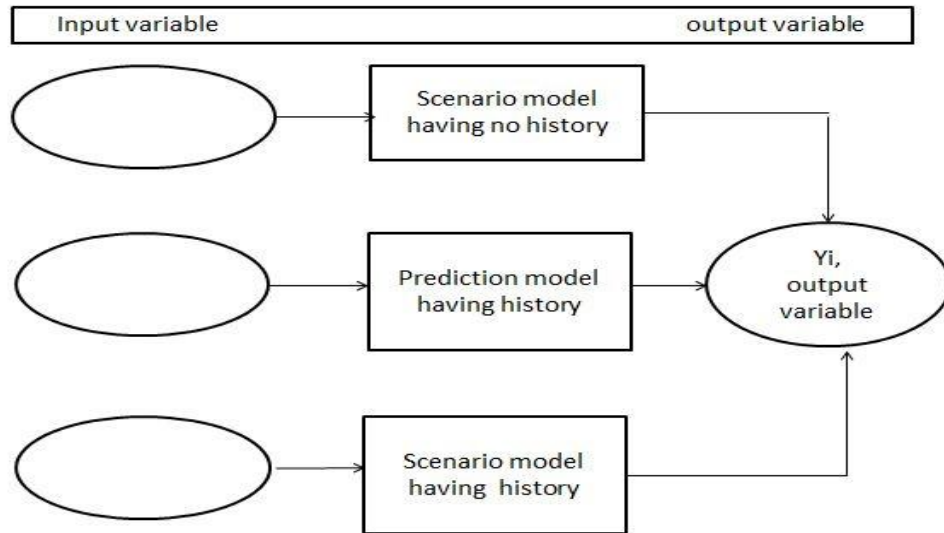 Input variable output variable
Scenario model
having no history
Prediction model
having history
Yi,
output
variable
Scenario model
having history